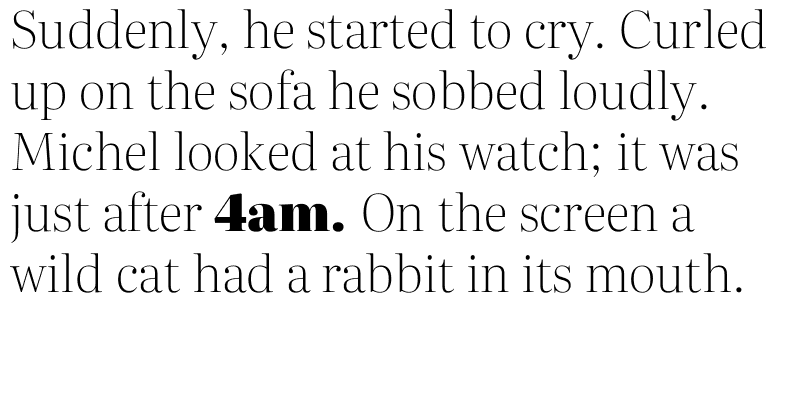 Suddenly, he started to cry. Curled
up on the sofa he sobbed loudly.
Michel looked at his watch; it was
just after 4am. On the screen a
wild cat had a rabbit in its mouth.